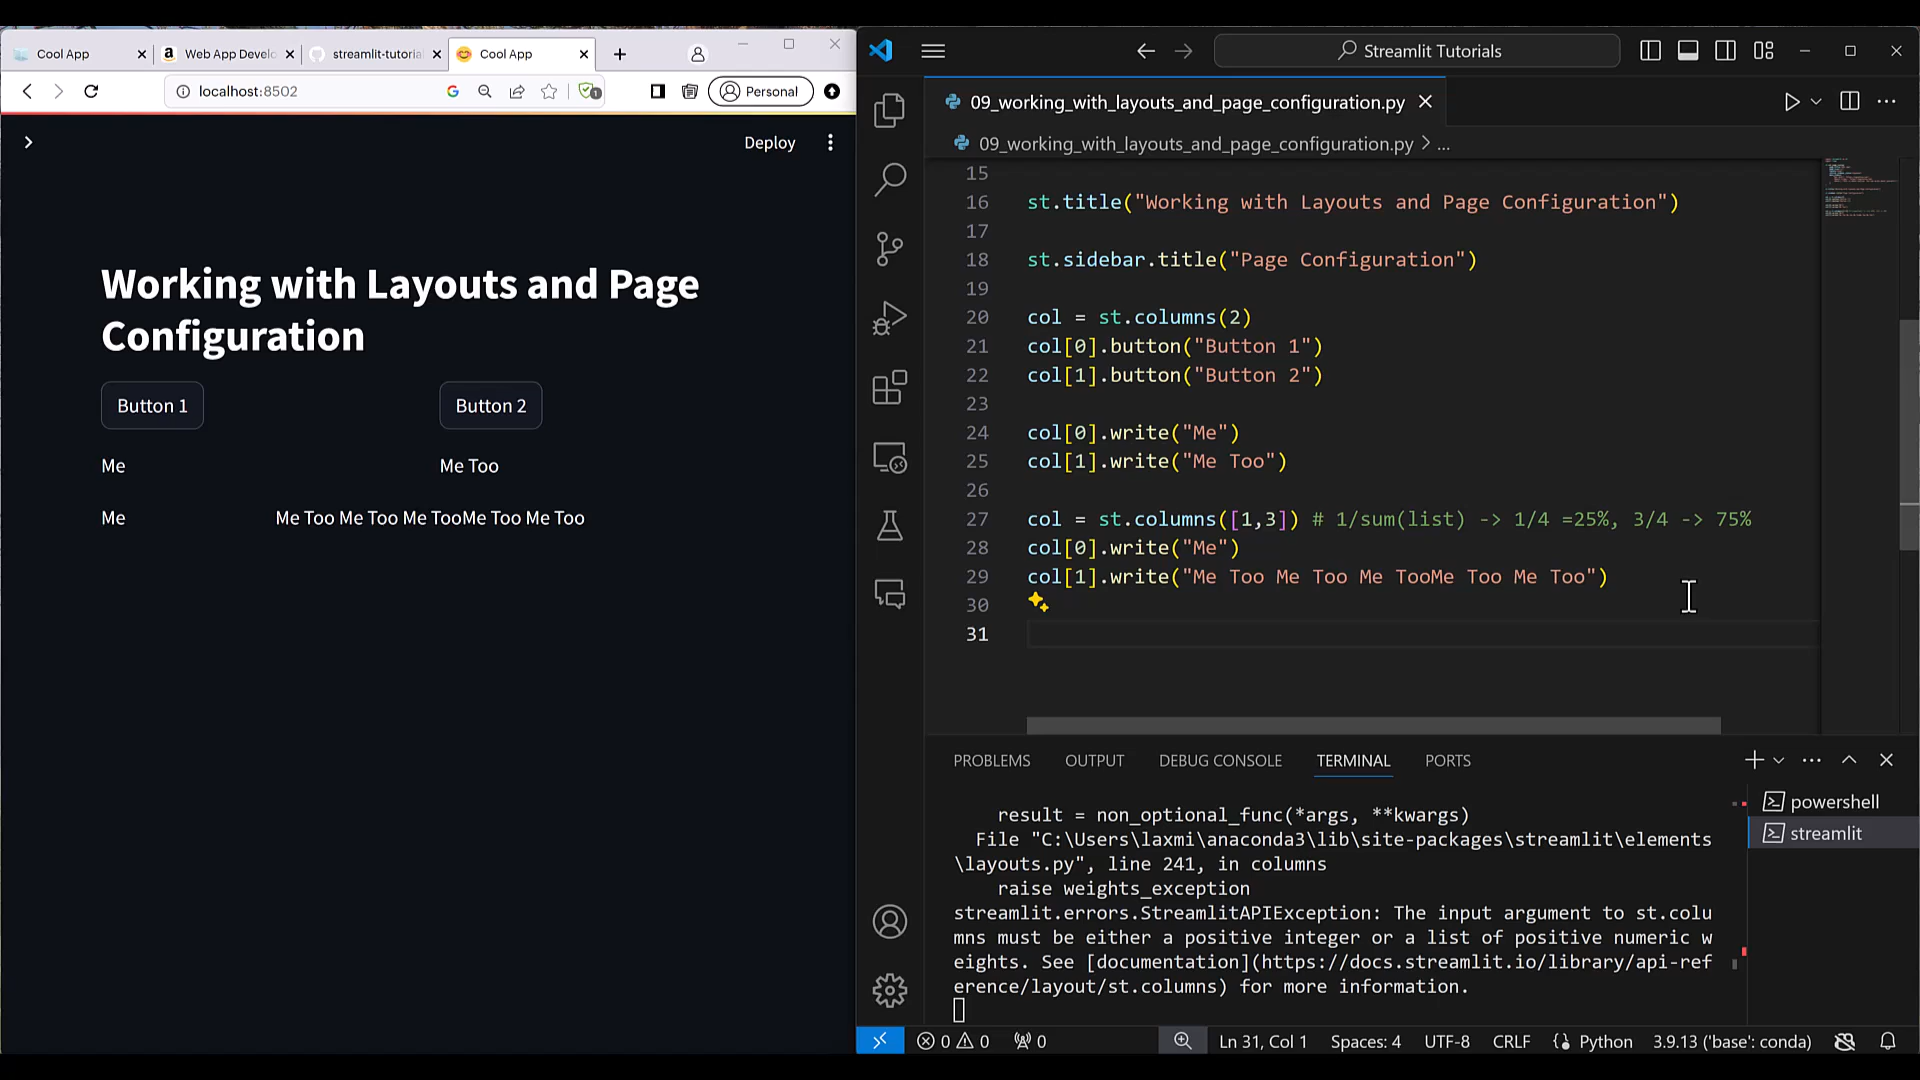 Cool App
Web App Develo
streamlit-tutoria
Cool App
localhost:8502
Personal
Deploy
Working with Layouts and Page
Configuration
Button 1
Button 2
Me
Me Too
Me
Me Too Me Too Me TooMe Too Me Too
Streamlit Tutorials
09_working_with_layouts_and_page_configuration.py
09_working_with_layouts_and_page_configuration.py > ...
15
16 st.title("Working with Layouts and Page Configuration")
17
18 st.sidebar.title("Page Configuration")
19
20 col = st.columns(2)
21 col[0].button("Button 1")
22 col[1].button("Button 2")
23
24 col[0].write("Me")
25 col[1].write("Me Too")
26
27 col = st.columns([1,3]) # 1/sum(list) -> 1/4 =25%, 3/4 -> 75%
28 col[0].write("Me")
29 col[1].write("Me Too Me Too Me TooMe Too Me Too")
30
31
PROBLEMS OUTPUT DEBUG CONSOLE TERMINAL PORTS
powershell
streamlit
result = non_optional_func(*args, **kwargs)
File "C:\Users\laxmi\anaconda3\lib\site-packages\streamlit\elements
\layouts.py", line 241, in columns
raise weights_exception
streamlit.errors.StreamlitAPIException: The input argument to st.colu
mns must be either a positive integer or a list of positive numeric w
eights. See [documentation](https://docs.streamlit.io/library/api-ref
erence/layout/st.columns) for more information.
0 0 0 Ln 31, Col 1 Spaces: 4 UTF-8 CRLF Python 3.9.13 ('base': conda)